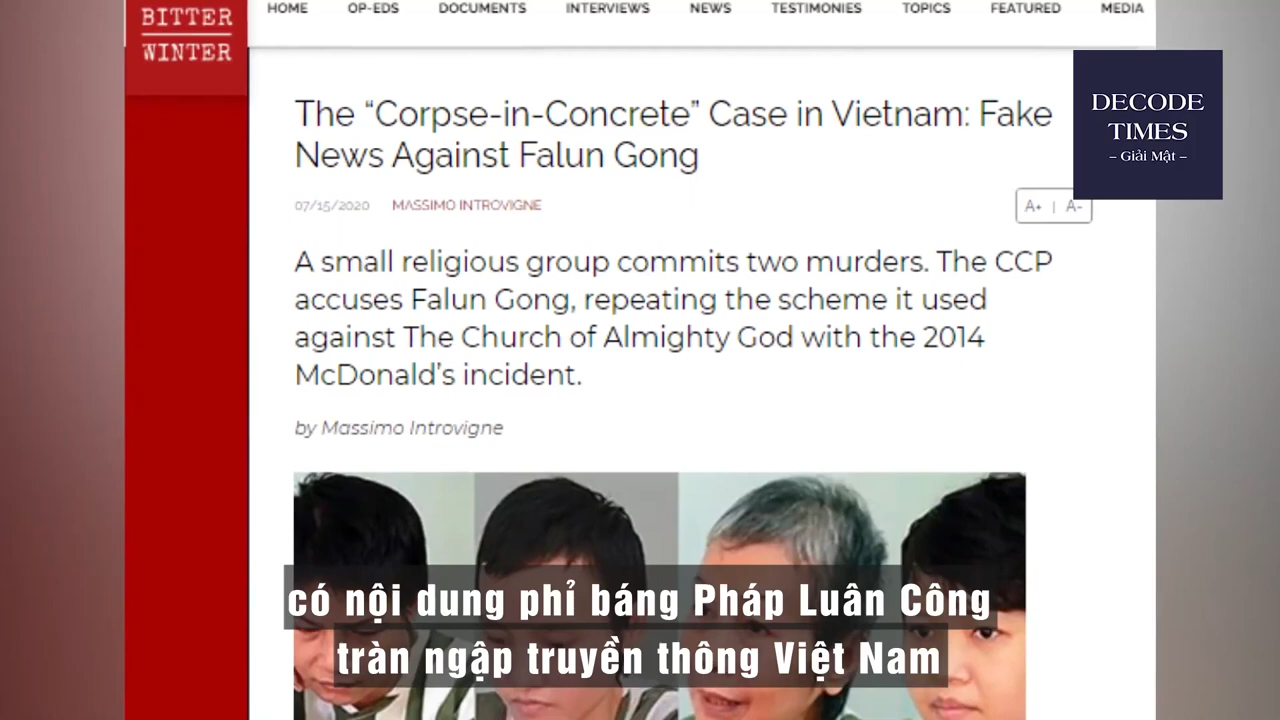 BITTER
WINTER
HOME OP-EDS DOCUMENTS INTERVIEWS NEWS TESTIMONIES TOPICS FEATURED MEDIA
DECODE
TIMES
– Giải Mật –
The “Corpse-in-Concrete” Case in Vietnam: Fake
News Against Falun Gong
07/15/2020 MASSIMO INTROVIGNE
A+ | A-
A small religious group commits two murders. The CCP
accuses Falun Gong, repeating the scheme it used
against The Church of Almighty God with the 2014
McDonald’s incident.
by Massimo Introvigne
có nội dung phỉ báng Pháp Luân Công
tràn ngập truyền thông Việt Nam